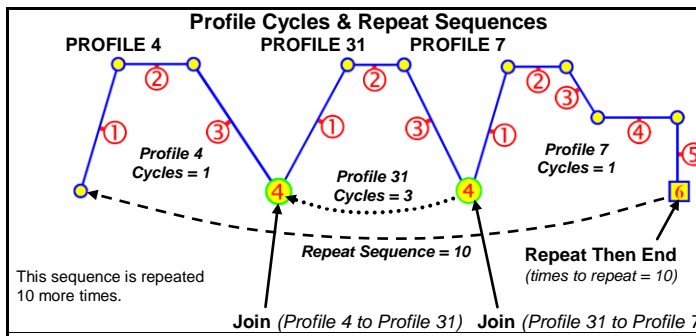 Profile Cycles & Repeat Sequences
PROFILE 4
PROFILE 31
PROFILE 7
2
2
2
3
1
3
1
3
1
4
5
Profile 4
Cycles = 1
Profile 31
Cycles = 3
Profile 7
Cycles = 1
4
4
6
Repeat Sequence = 10
Repeat Then End
(times to repeat = 10)
This sequence is repeated
10 more times.
Join (Profile 4 to Profile 31)
Join (Profile 31 to Profile 7